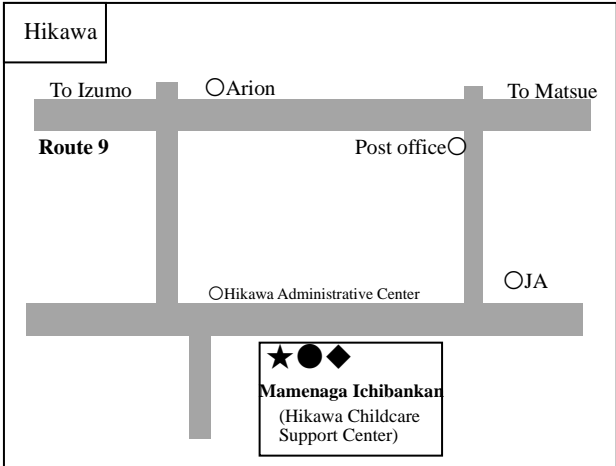 Hikawa
To Izumo
○Arion
To Matsue
Route 9
Post office○
○JA
○Hikawa Administrative Center
★●◆
Mamenaga Ichibankan
(Hikawa Childcare
Support Center)